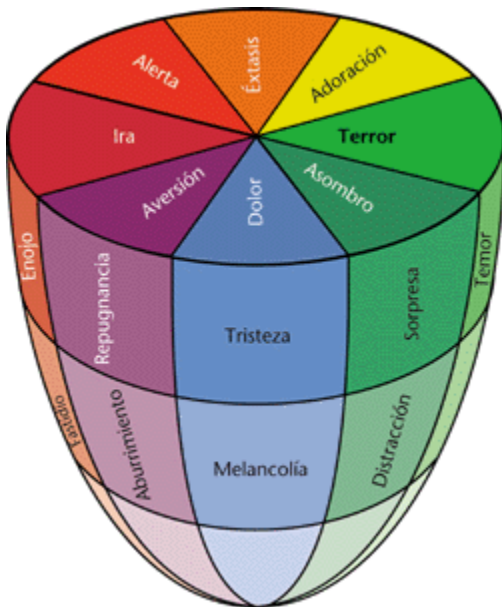 Alerta
Éxtasis
Adoración
Ira
Terror
Aversión
Dolor
Asombro
Enojo
Repugnancia
Tristeza
Sorpresa
Temor
Fastidio
Aburrimiento
Melancolía
Distracción